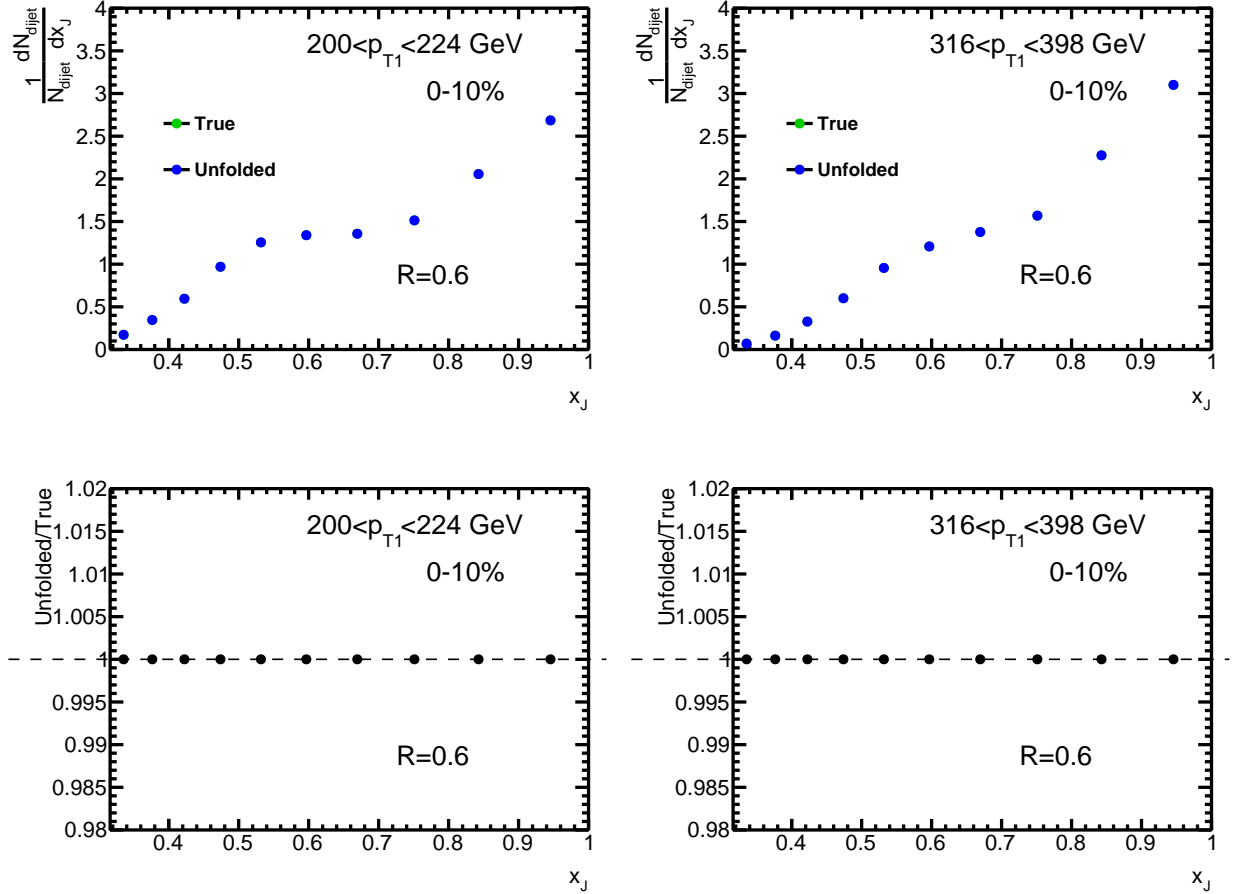 1/N_dijet dN_dijet/dx_J
4
3.5
3
2.5
2
1.5
1
0.5
0
200<p_T1<224 GeV
0-10%
True
Unfolded
R=0.6
0.4 0.5 0.6 0.7 0.8 0.9 1
x_J
1/N_dijet dN_dijet/dx_J
4
3.5
3
2.5
2
1.5
1
0.5
0
316<p_T1<398 GeV
0-10%
True
Unfolded
R=0.6
0.4 0.5 0.6 0.7 0.8 0.9 1
x_J
Unfolded/True
1.02
1.015
1.01
1.005
1
0.995
0.99
0.985
0.98
200<p_T1<224 GeV
0-10%
R=0.6
0.4 0.5 0.6 0.7 0.8 0.9 1
x_J
Unfolded/True
1.02
1.015
1.01
1.005
1
0.995
0.99
0.985
0.98
316<p_T1<398 GeV
0-10%
R=0.6
0.4 0.5 0.6 0.7 0.8 0.9 1
x_J